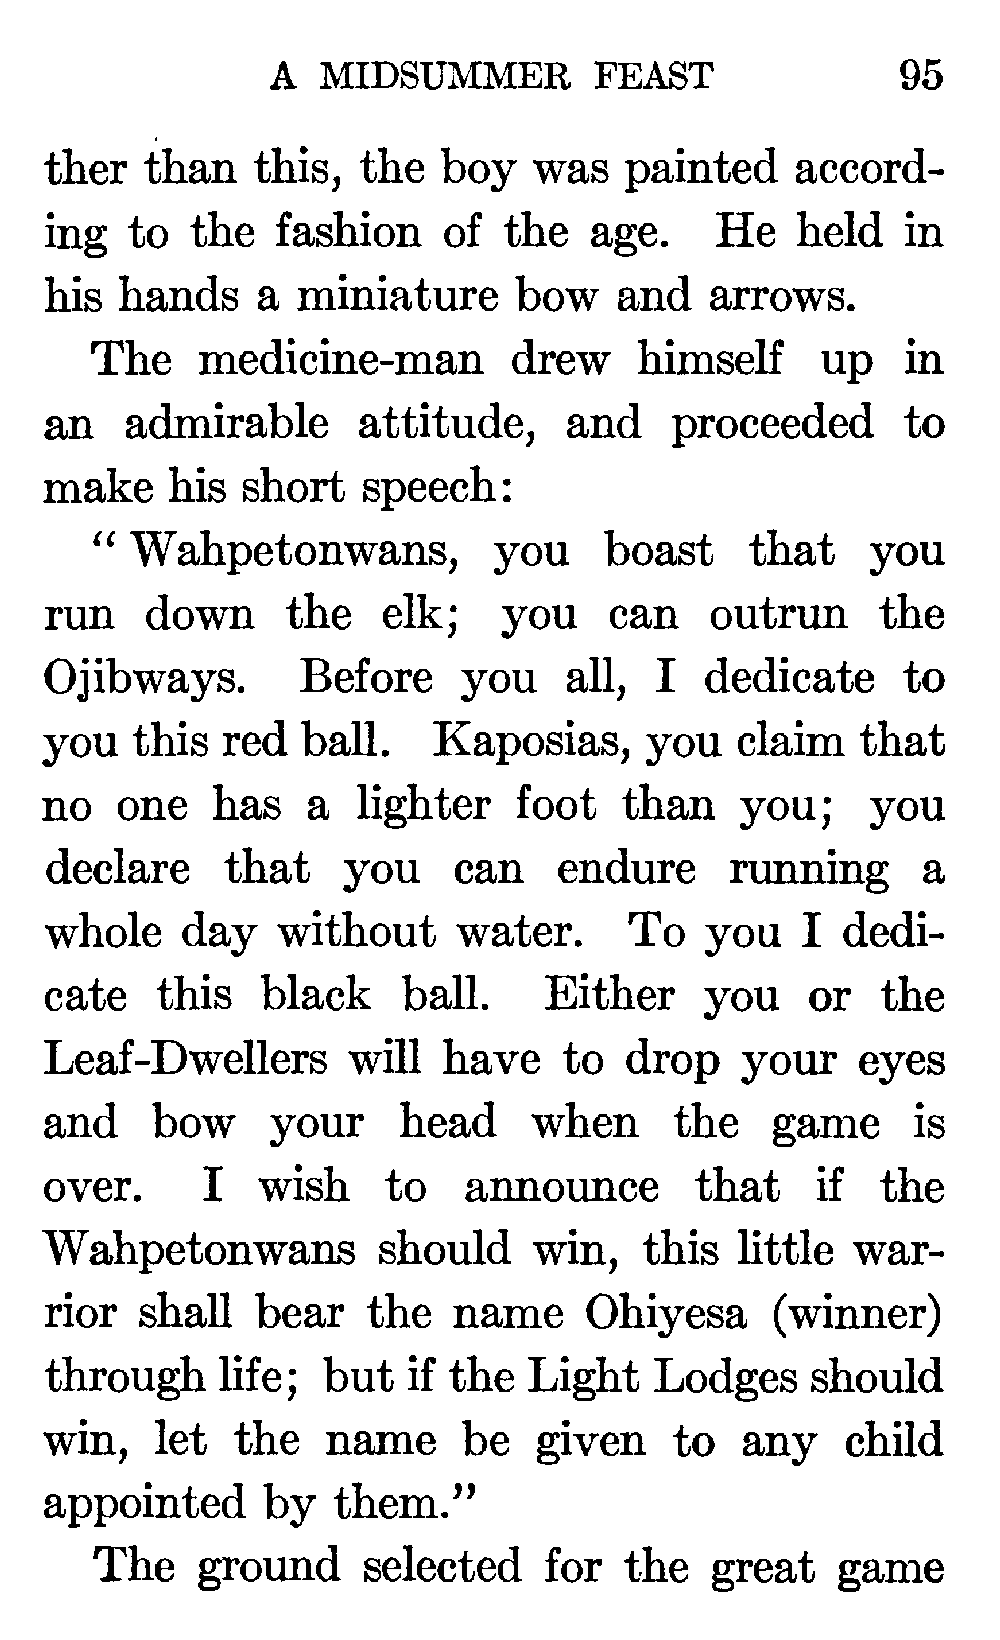 A MIDSUMMER FEAST 95
ther than this, the boy was painted accord-
ing to the fashion of the age. He held in
his hands a miniature bow and arrows.
The medicine-man drew himself up in
an admirable attitude, and proceeded to
make his short speech:
“ Wahpetonwans, you boast that you
run down the elk; you can outrun the
Ojibways. Before you all, I dedicate to
you this red ball. Kaposias, you claim that
no one has a lighter foot than you; you
declare that you can endure running a
whole day without water. To you I dedi-
cate this black ball. Either you or the
Leaf-Dwellers will have to drop your eyes
and bow your head when the game is
over. I wish to announce that if the
Wahpetonwans should win, this little war-
rior shall bear the name Ohiyesa (winner)
through life; but if the Light Lodges should
win, let the name be given to any child
appointed by them.”
The ground selected for the great game